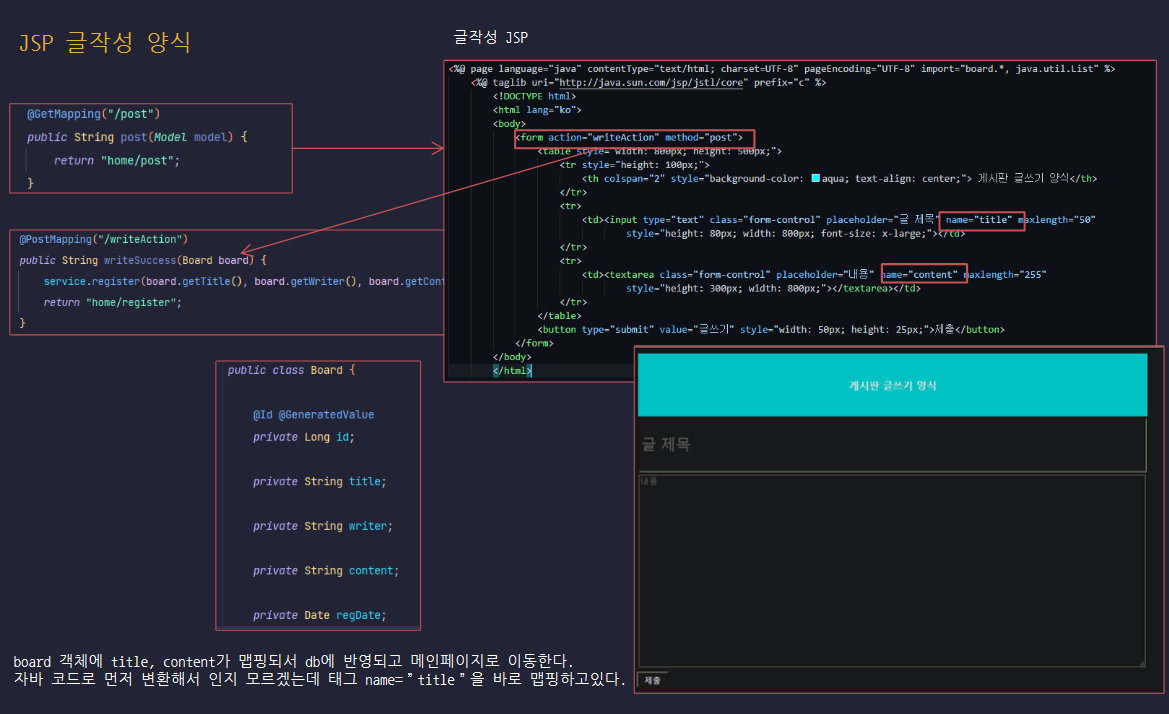 JSP 글작성 양식
글작성 JSP
@GetMapping("/post")
public String post(Model model) {
return "home/post";
}
@PostMapping("/writeAction")
public String writeSuccess(Board board) {
service.register(board.getTitle(), board.getWriter(), board.getCont
return "home/register";
}
<%@ page language="java" contentType="text/html; charset=UTF-8" pageEncoding="UTF-8" import="board.*, java.util.List" %>
<%@ taglib uri="http://java.sun.com/jsp/jstl/core" prefix="c" %>
<!DOCTYPE html>
<html lang="ko">
<body>
<form action="writeAction" method="post">
<table style="width: 800px; height: 500px;">
<tr style="height: 100px;">
<th colspan="2" style="background-color: aqua; text-align: center;"> 게시판 글쓰기 양식</th>
</tr>
<tr>
<td><input type="text" class="form-control" placeholder="글 제목" name="title" maxlength="50"
style="height: 80px; width: 800px; font-size: x-large;"></td>
</tr>
<tr>
<td><textarea class="form-control" placeholder="내용" name="content" maxlength="255"
style="height: 300px; width: 800px;"></textarea></td>
</tr>
</table>
<button type="submit" value="글쓰기" style="width: 50px; height: 25px;">제출</button>
</form>
</body>
</html>
public class Board {
@Id @GeneratedValue
private Long id;
private String title;
private String writer;
private String content;
private Date regDate;
게시판 글쓰기 양식
글 제목
내용
제출
board 객체에 title, content가 맵핑되서 db에 반영되고 메인페이지로 이동한다.
자바 코드로 먼저 변환해서 인지 모르겠는데 태그 name=”title”을 바로 맵핑하고있다.